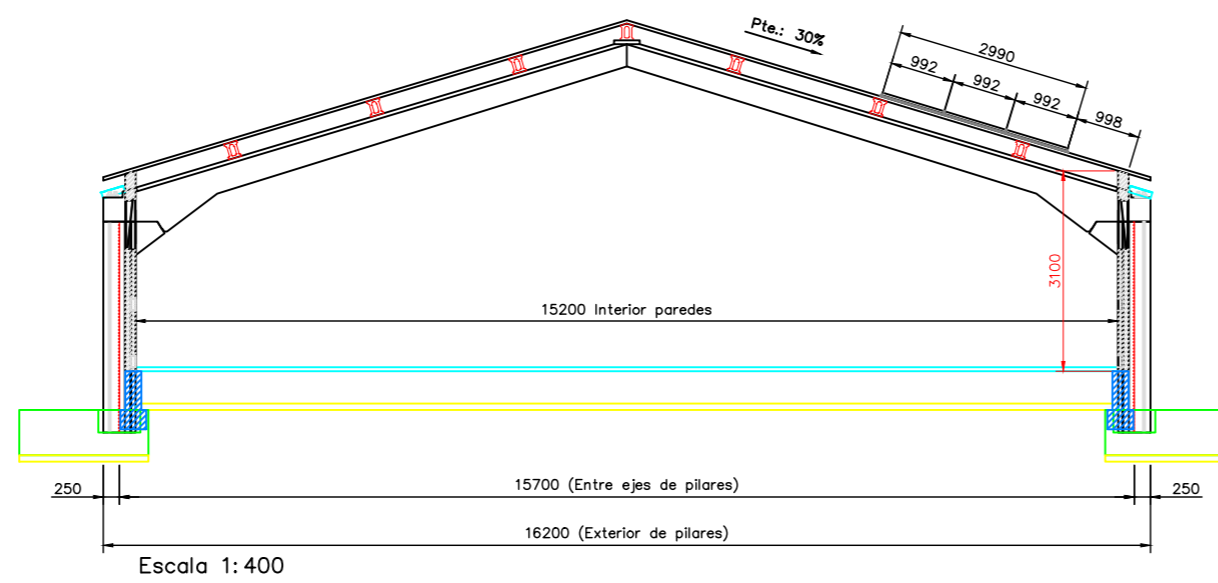 Pte.: 30%
2990
992
992
992
998
3100
15200 Interior paredes
250
15700 (Entre ejes de pilares)
250
16200 (Exterior de pilares)
Escala 1:400